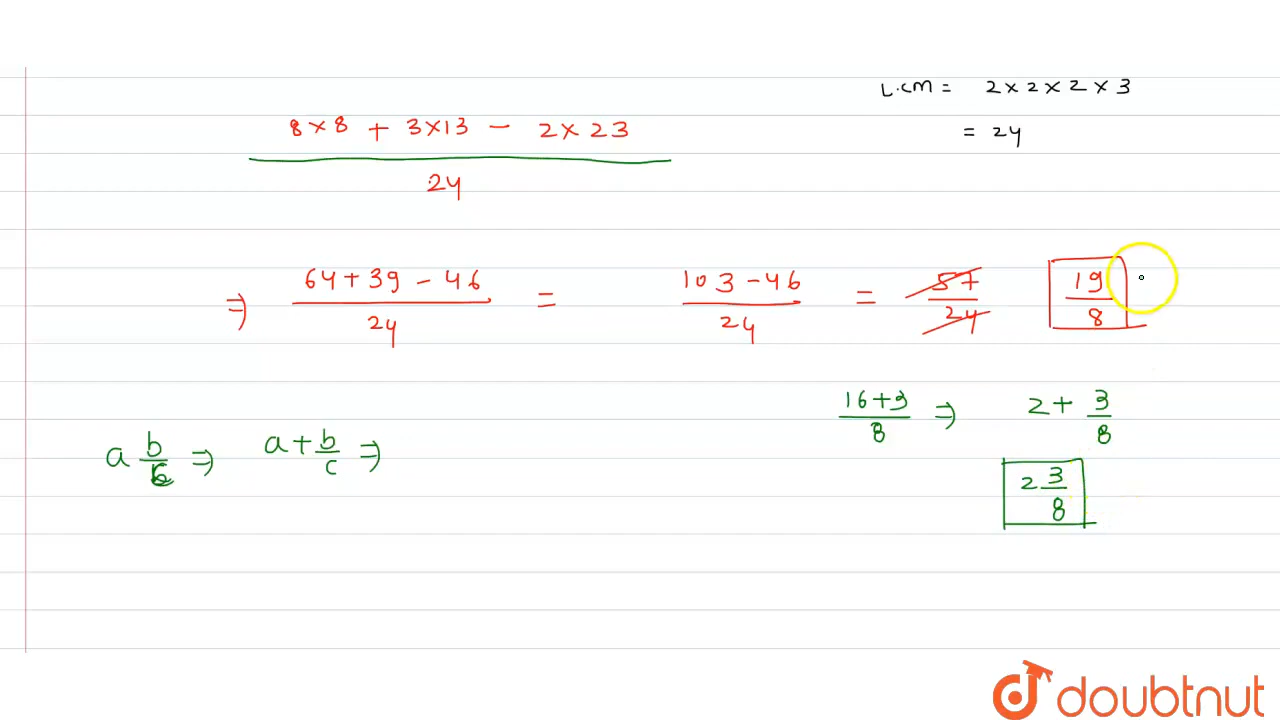 L.CM = 2 × 2 × 2 × 3
= 24
8×8 + 3×13 - 2×23
24
⇒ 64+39-46 / 24 = 103-46 / 24 = 57/24 19/8
16+3 / 8 ⇒ 2 + 3/8
a b/c ⇒ a + b/c ⇒
2 3/8
doubtnut